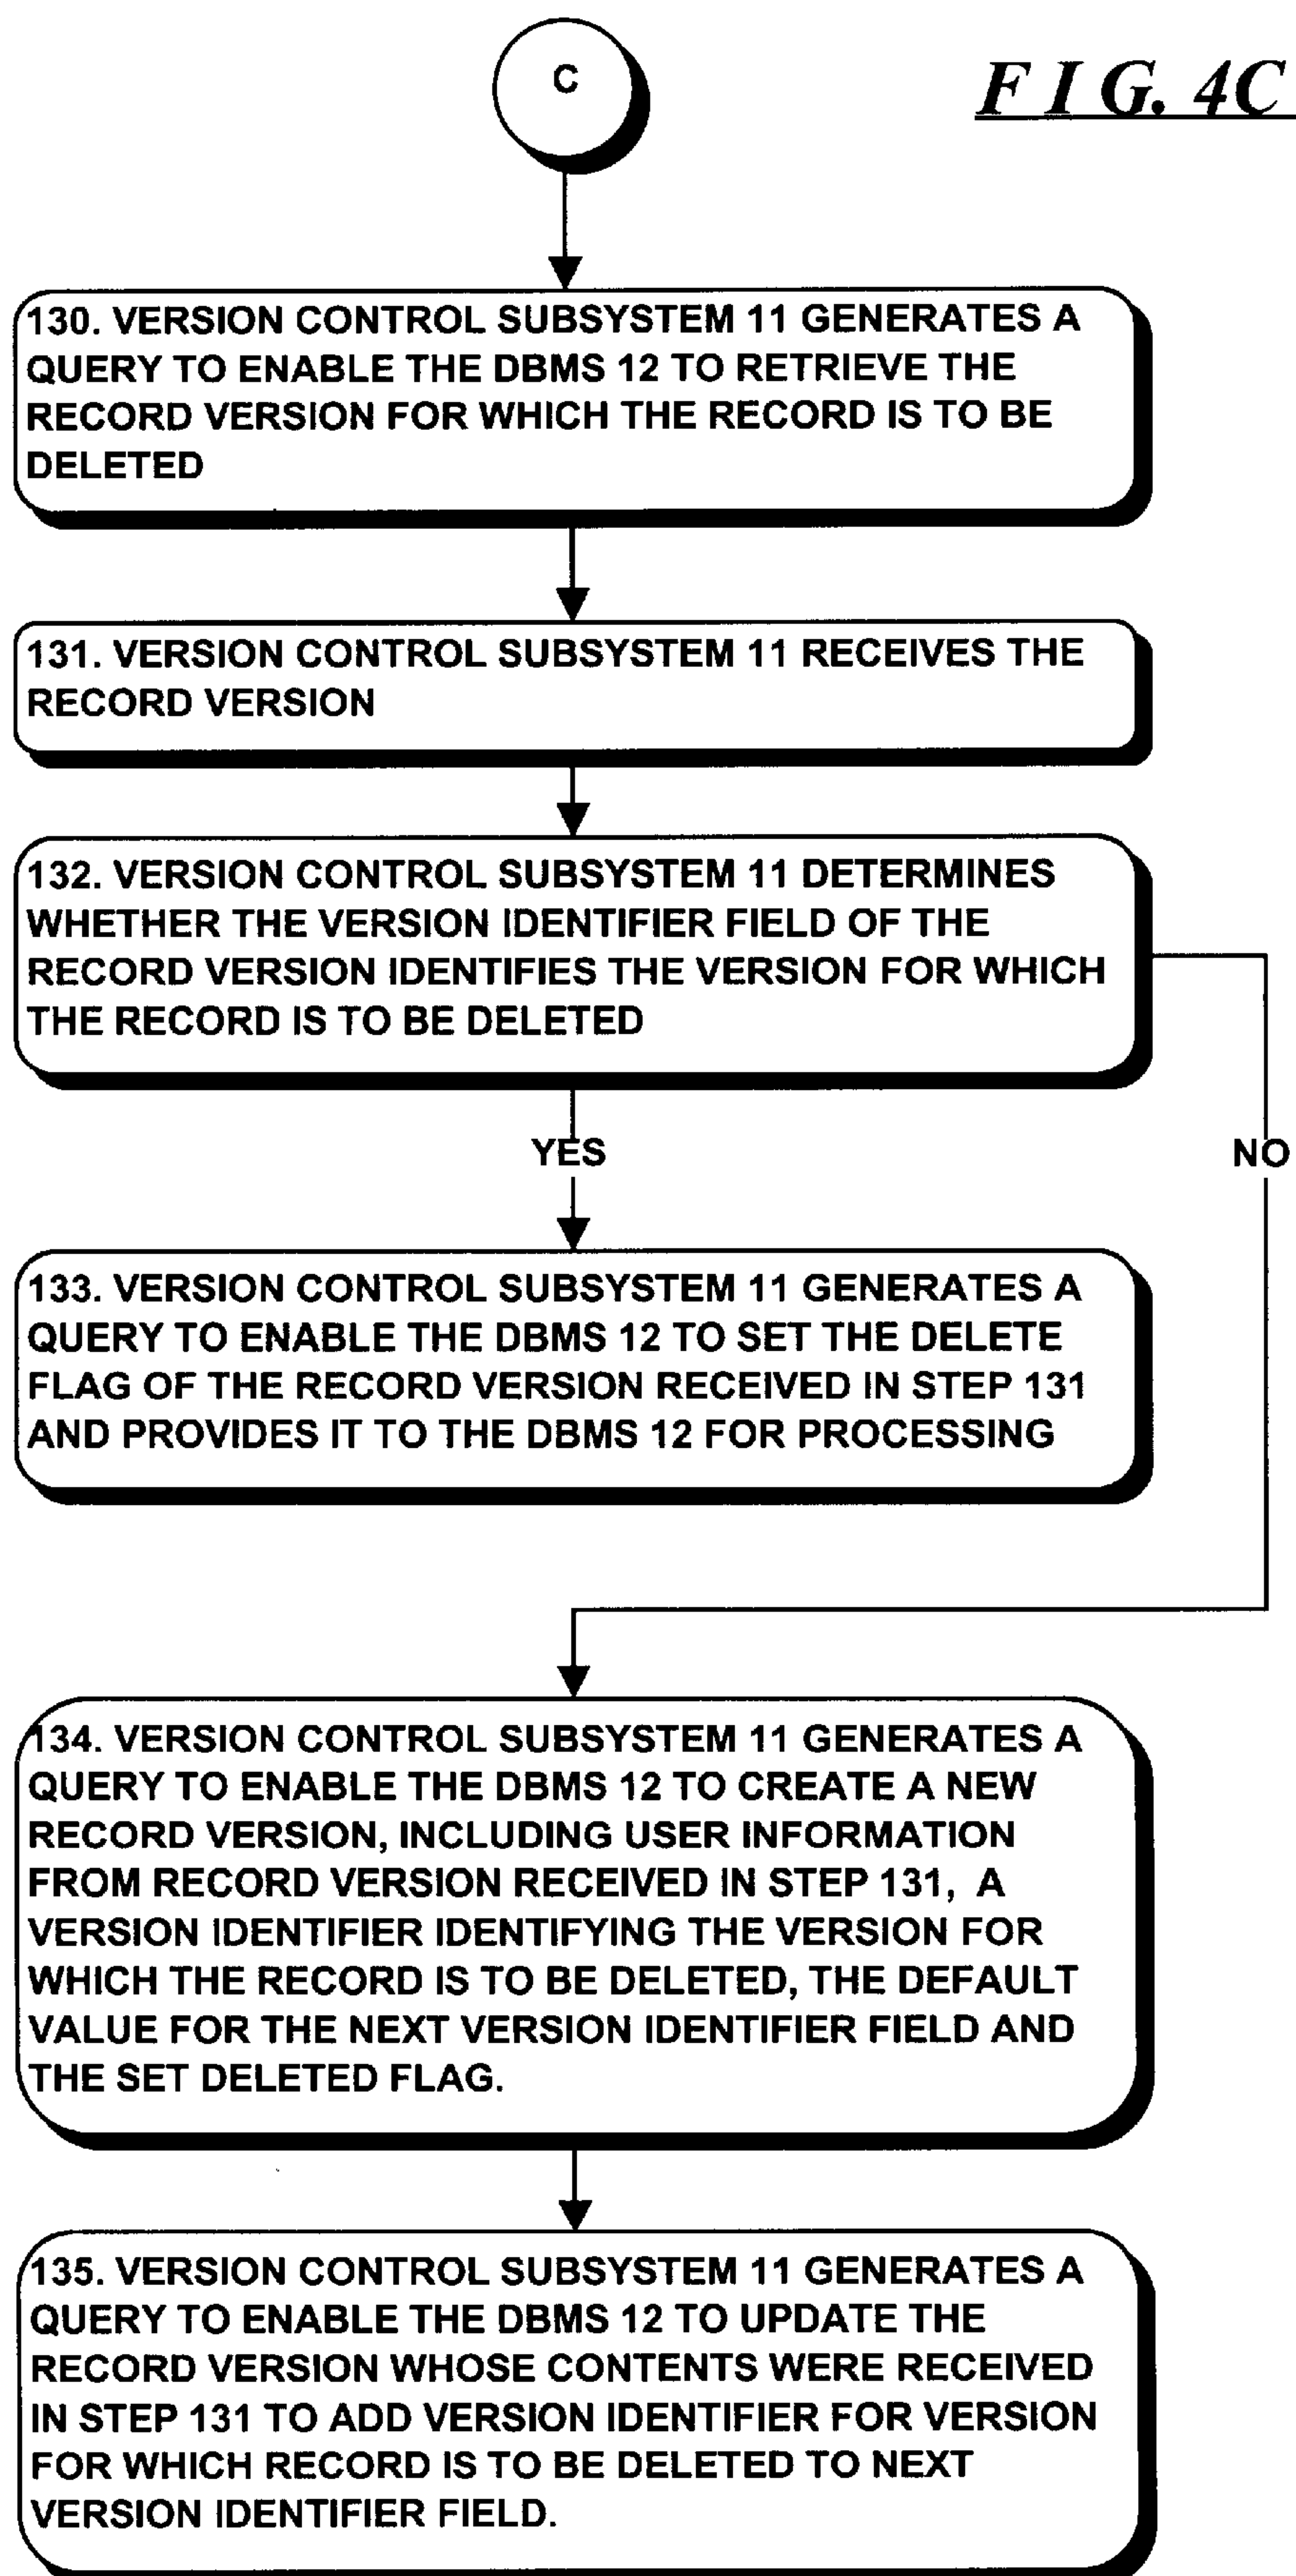 C
FIG. 4C
130. VERSION CONTROL SUBSYSTEM 11 GENERATES A
QUERY TO ENABLE THE DBMS 12 TO RETRIEVE THE
RECORD VERSION FOR WHICH THE RECORD IS TO BE
DELETED
131. VERSION CONTROL SUBSYSTEM 11 RECEIVES THE
RECORD VERSION
132. VERSION CONTROL SUBSYSTEM 11 DETERMINES
WHETHER THE VERSION IDENTIFIER FIELD OF THE
RECORD VERSION IDENTIFIES THE VERSION FOR WHICH
THE RECORD IS TO BE DELETED
YES
NO
133. VERSION CONTROL SUBSYSTEM 11 GENERATES A
QUERY TO ENABLE THE DBMS 12 TO SET THE DELETE
FLAG OF THE RECORD VERSION RECEIVED IN STEP 131
AND PROVIDES IT TO THE DBMS 12 FOR PROCESSING
134. VERSION CONTROL SUBSYSTEM 11 GENERATES A
QUERY TO ENABLE THE DBMS 12 TO CREATE A NEW
RECORD VERSION, INCLUDING USER INFORMATION
FROM RECORD VERSION RECEIVED IN STEP 131, A
VERSION IDENTIFIER IDENTIFYING THE VERSION FOR
WHICH THE RECORD IS TO BE DELETED, THE DEFAULT
VALUE FOR THE NEXT VERSION IDENTIFIER FIELD AND
THE SET DELETED FLAG.
135. VERSION CONTROL SUBSYSTEM 11 GENERATES A
QUERY TO ENABLE THE DBMS 12 TO UPDATE THE
RECORD VERSION WHOSE CONTENTS WERE RECEIVED
IN STEP 131 TO ADD VERSION IDENTIFIER FOR VERSION
FOR WHICH RECORD IS TO BE DELETED TO NEXT
VERSION IDENTIFIER FIELD.